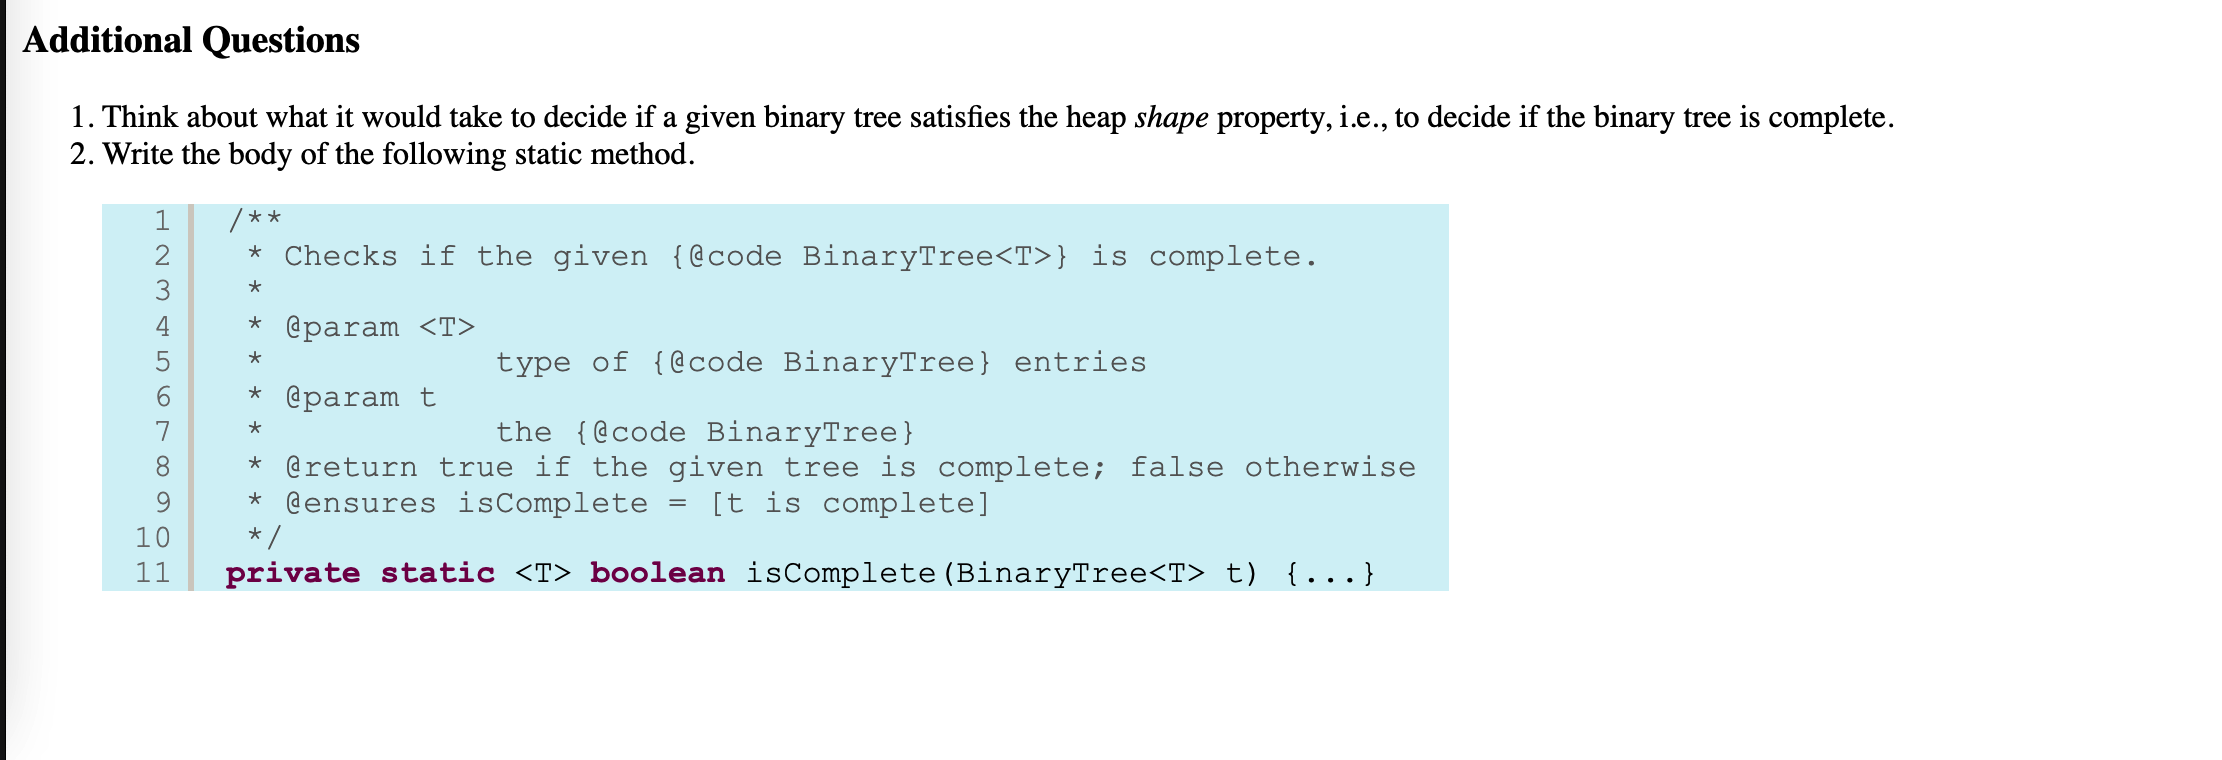 Additional Questions
1. Think about what it would take to decide if a given binary tree satisfies the heap shape property, i.e., to decide if the binary tree is complete.
2. Write the body of the following static method.
1 /**
2 * Checks if the given {@code BinaryTree<T>} is complete.
3 *
4 * @param <T>
5 * type of {@code BinaryTree} entries
6 * @param t
7 * the {@code BinaryTree}
8 * @return true if the given tree is complete; false otherwise
9 * @ensures isComplete = [t is complete]
10 */
11 private static <T> boolean isComplete(BinaryTree<T> t) {...}